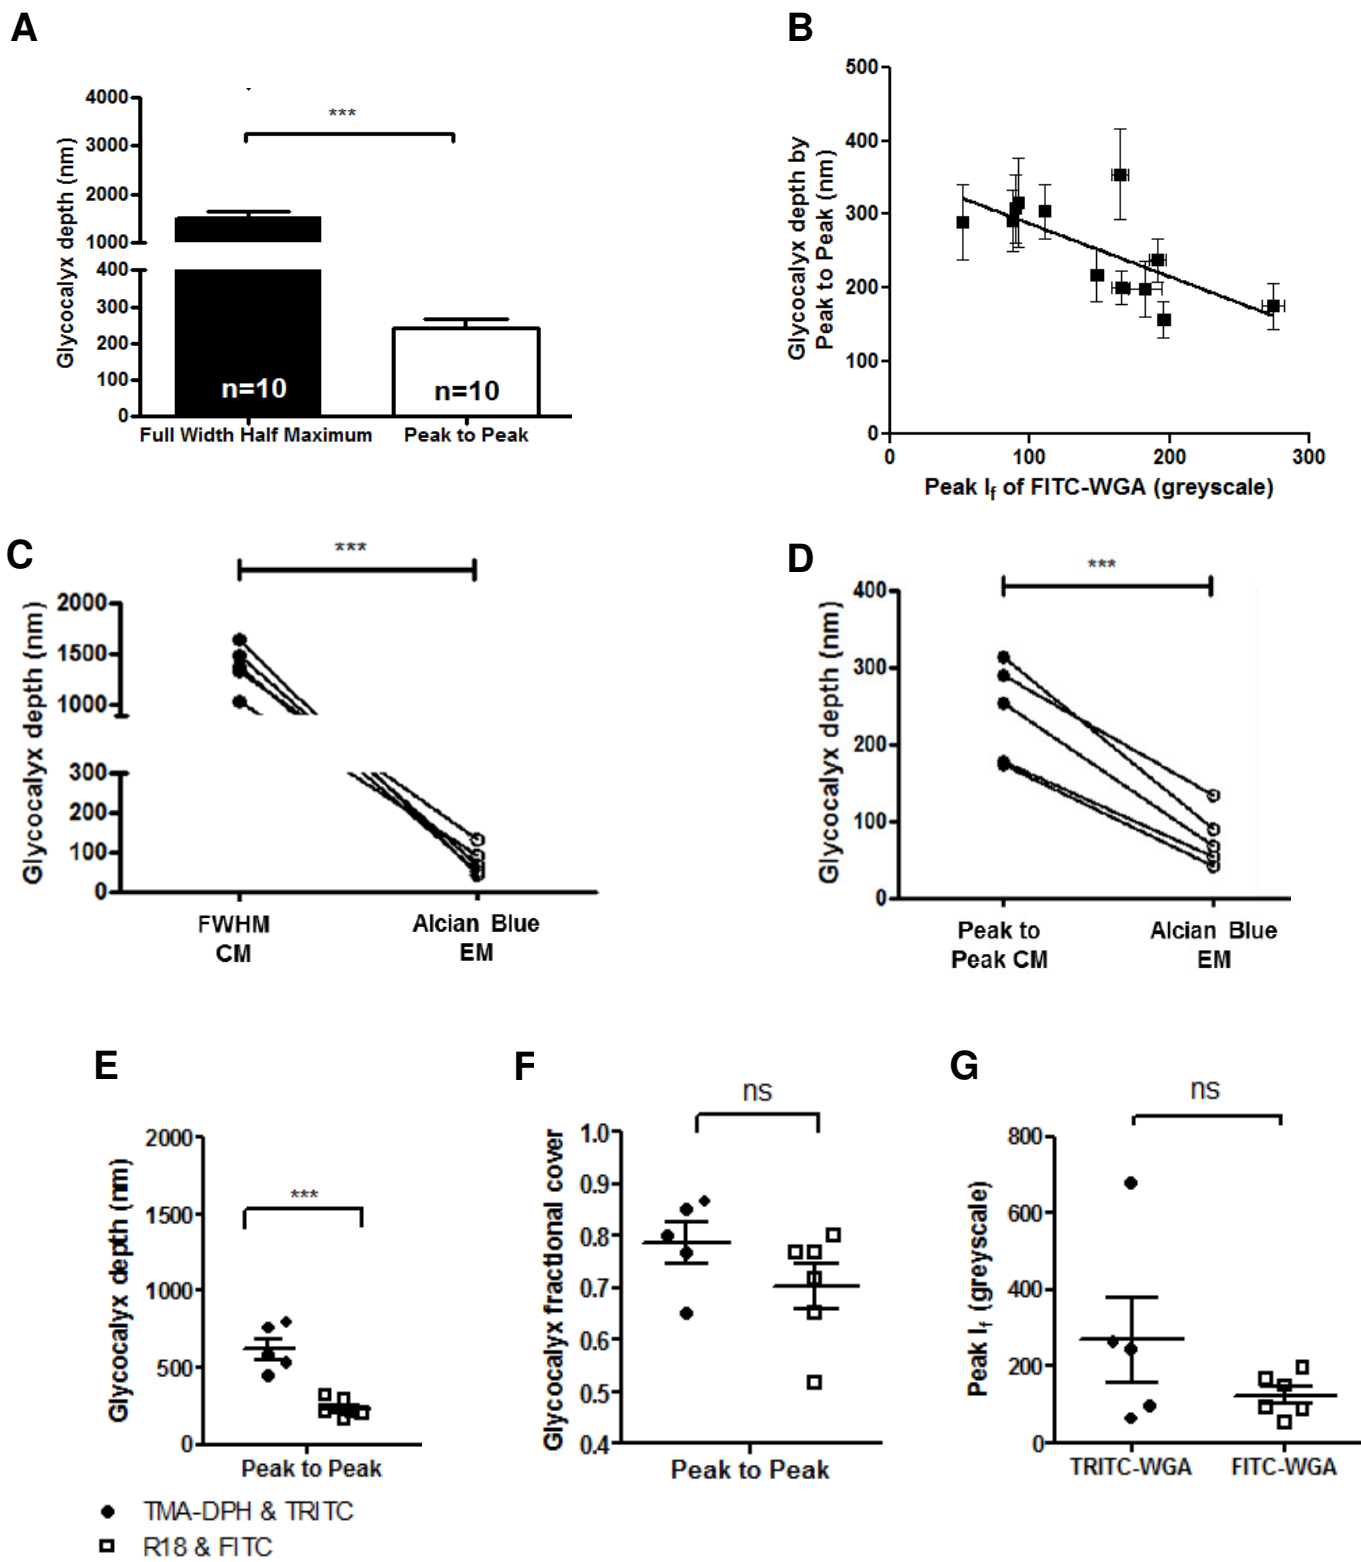 A
4000
3000
2000
1000
400
300
200
100
0
Glycocalyx depth (nm)
***
n=10
n=10
Full Width Half Maximum
Peak to Peak
B
500
400
300
200
100
0
Glycocalyx depth by
Peak to Peak (nm)
0
100
200
300
Peak If of FITC-WGA (greyscale)
C
2000
1500
1000
300
200
100
0
Glycocalyx depth (nm)
***
FWHM
CM
Alcian Blue
EM
D
400
300
200
100
0
Glycocalyx depth (nm)
***
Peak to
Peak CM
Alcian Blue
EM
E
2000
1500
1000
500
0
Glycocalyx depth (nm)
***
Peak to Peak
TMA-DPH & TRITC
R18 & FITC
F
1.0
0.9
0.8
0.7
0.6
0.5
0.4
Glycocalyx fractional cover
ns
Peak to Peak
G
800
600
400
200
0
Peak If (greyscale)
ns
TRITC-WGA
FITC-WGA